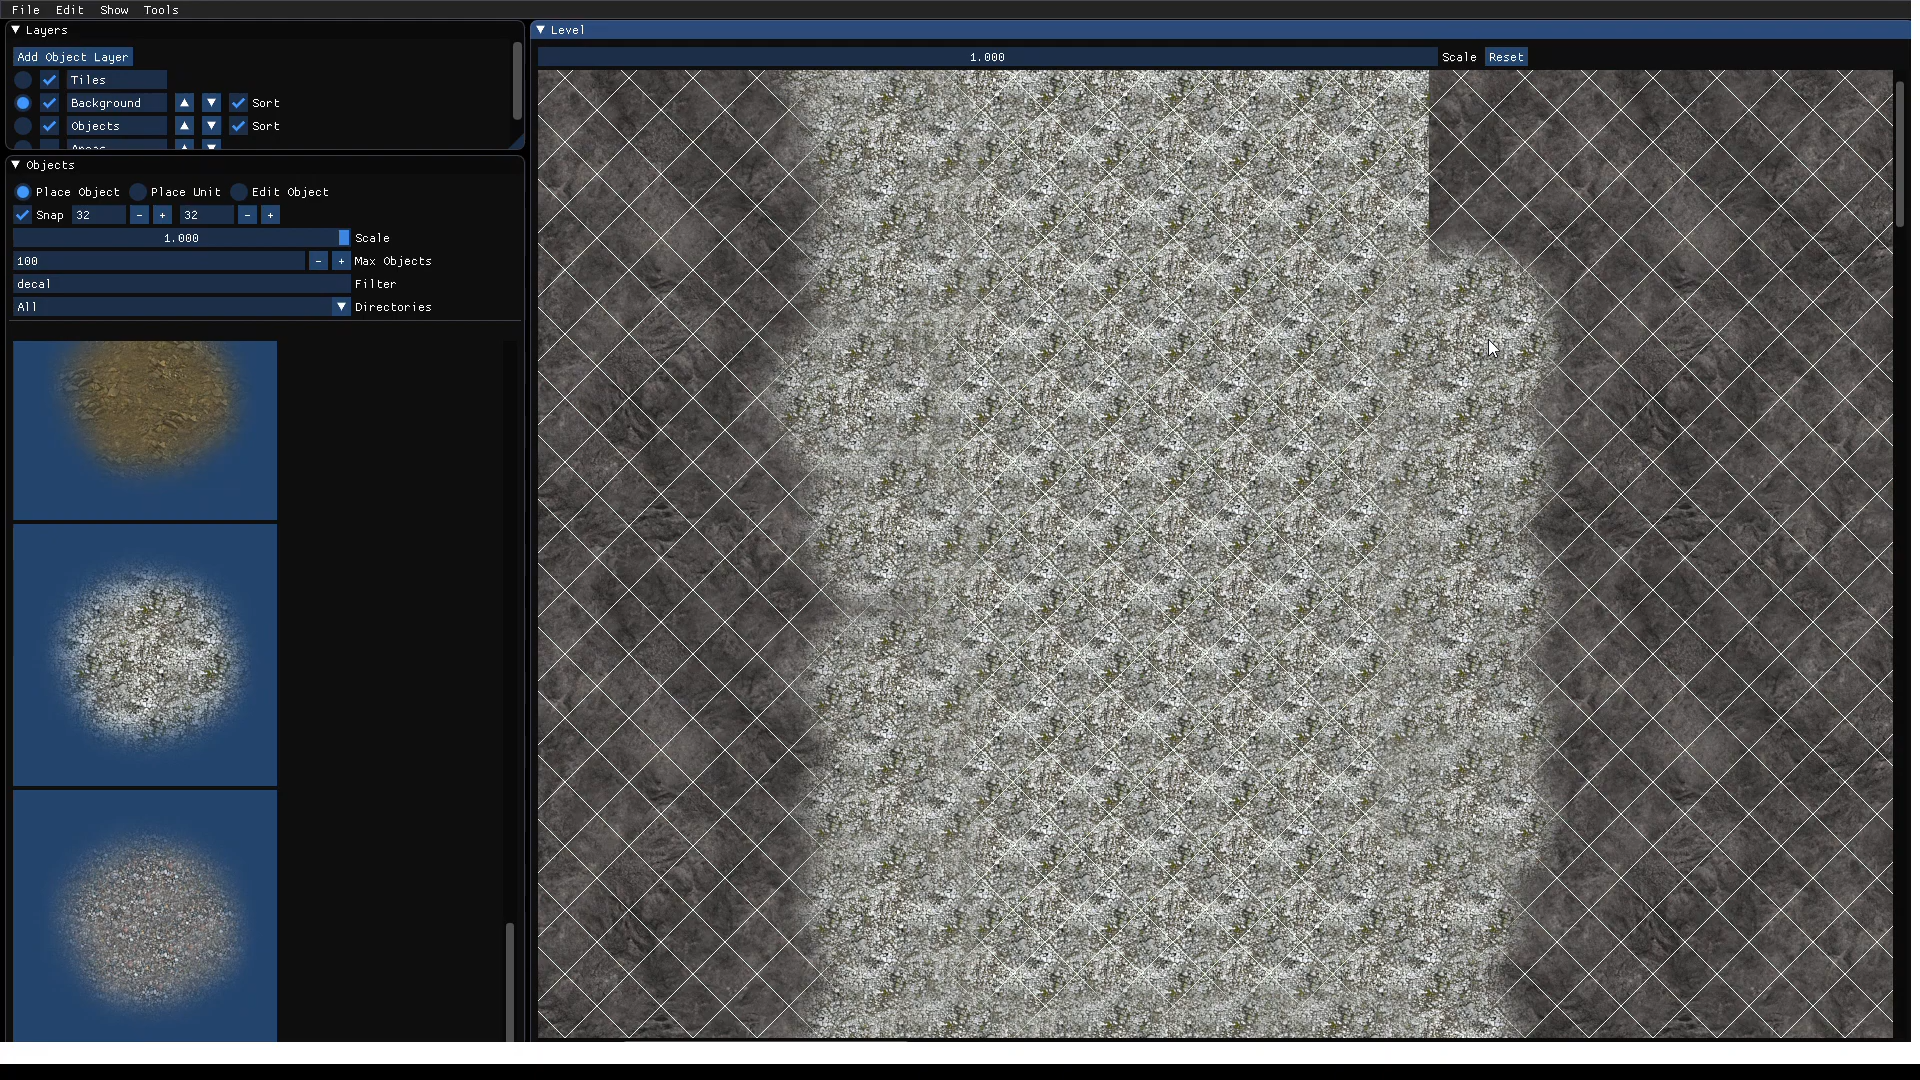 File Edit Show Tools
Layers
Add Object Layer
Tiles
Background Sort
Objects Sort
Areas
Objects
Place Object Place Unit Edit Object
Snap 32 - + 32 - +
1.000 Scale
100 - + Max Objects
decal Filter
All Directories
Level
1.000 Scale Reset